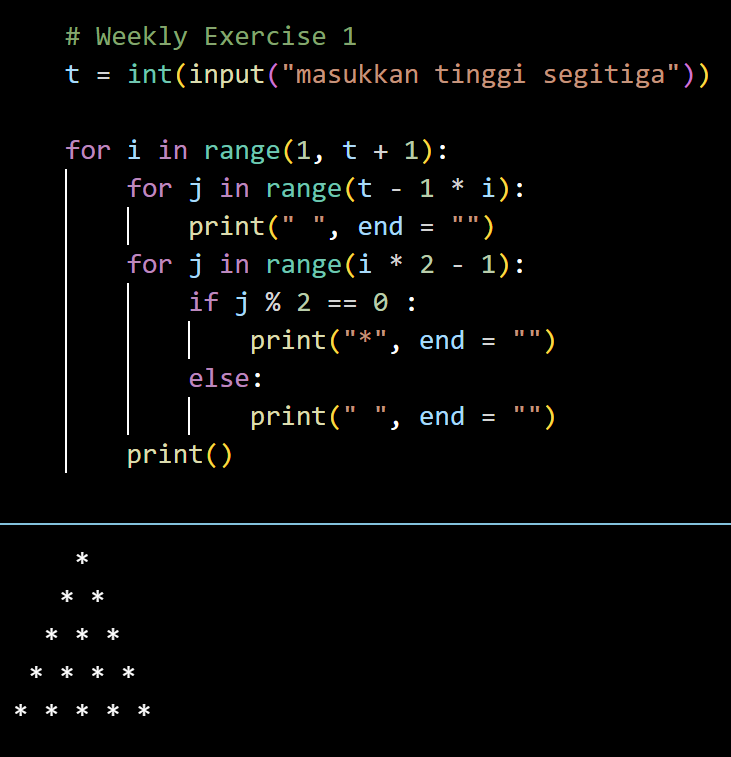 # Weekly Exercise 1
t = int(input("masukkan tinggi segitiga"))

for i in range(1, t + 1):
    for j in range(t - 1 * i):
        print(" ", end = "")
    for j in range(i * 2 - 1):
        if j % 2 == 0 :
            print("*", end = "")
        else:
            print(" ", end = "")
    print()

    *
   * *
  * * *
 * * * *
* * * * *